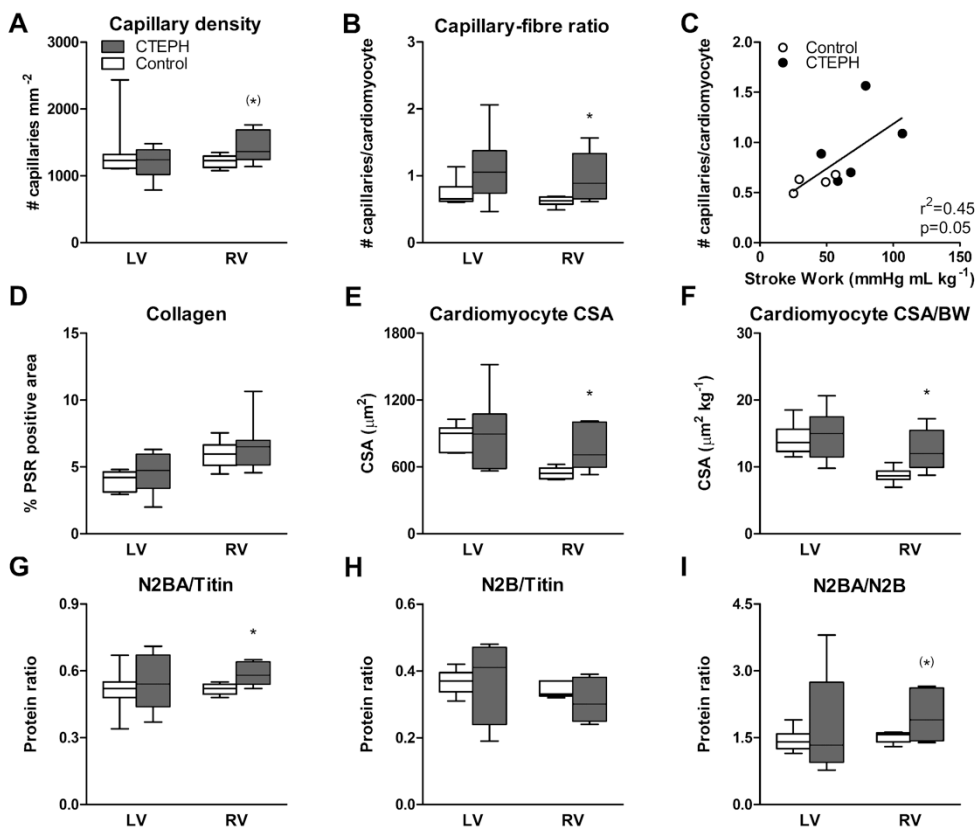 A
Capillary density
# capillaries mm-2
3000
2000
1000
0
CTEPH
Control
(*)
LV
RV
B
Capillary-fibre ratio
# capillaries/cardiomyocyte
3
2
1
0
*
LV
RV
C
# capillaries/cardiomyocyte
2.0
1.5
1.0
0.5
0.0
Control
CTEPH
r2=0.45
p=0.05
0
50
100
150
Stroke Work (mmHg mL kg-1)
D
Collagen
% PSR positive area
15
10
5
0
LV
RV
E
Cardiomyocyte CSA
CSA (μm2)
1800
1200
600
0
*
LV
RV
F
Cardiomyocyte CSA/BW
CSA (μm2 kg-1)
30
20
10
0
*
LV
RV
G
N2BA/Titin
Protein ratio
0.9
0.6
0.3
0.0
*
LV
RV
H
N2B/Titin
Protein ratio
0.6
0.4
0.2
0.0
LV
RV
I
N2BA/N2B
Protein ratio
4.5
3.0
1.5
0.0
(*)
LV
RV